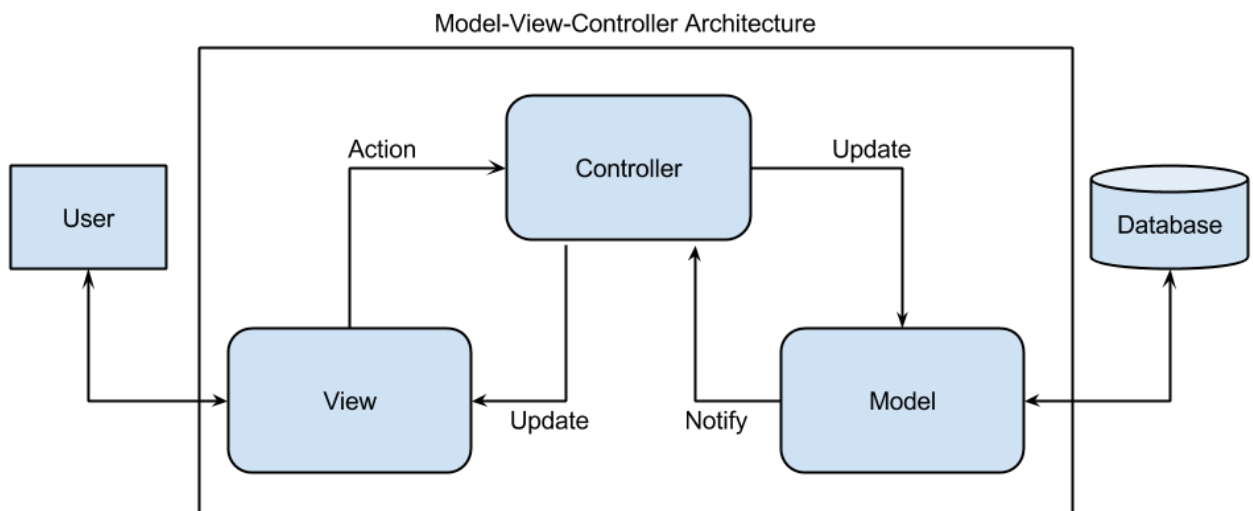 Model-View-Controller Architecture
Action
Controller
Update
User
Database
View
Update
Notify
Model